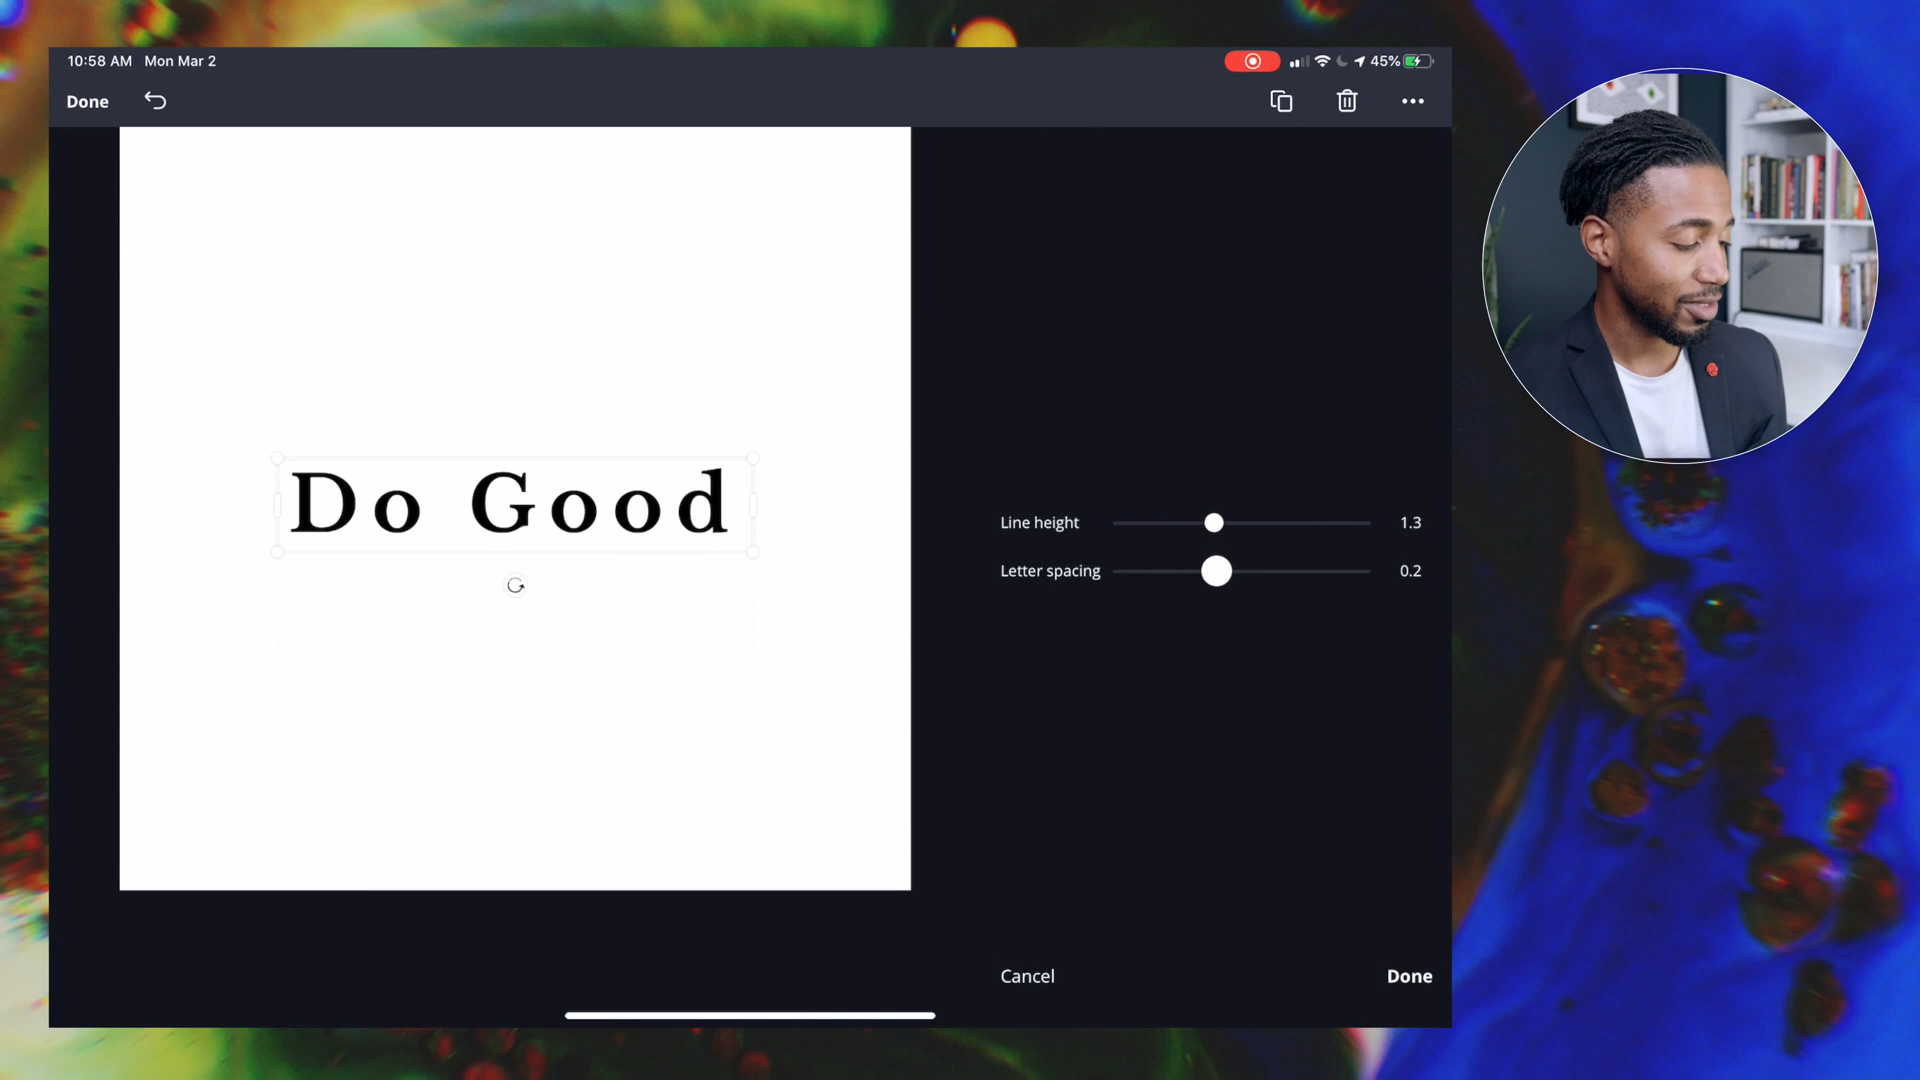 10:58 AM Mon Mar 2
45%
Done
Do Good
Line height 1.3
Letter spacing 0.2
Cancel
Done